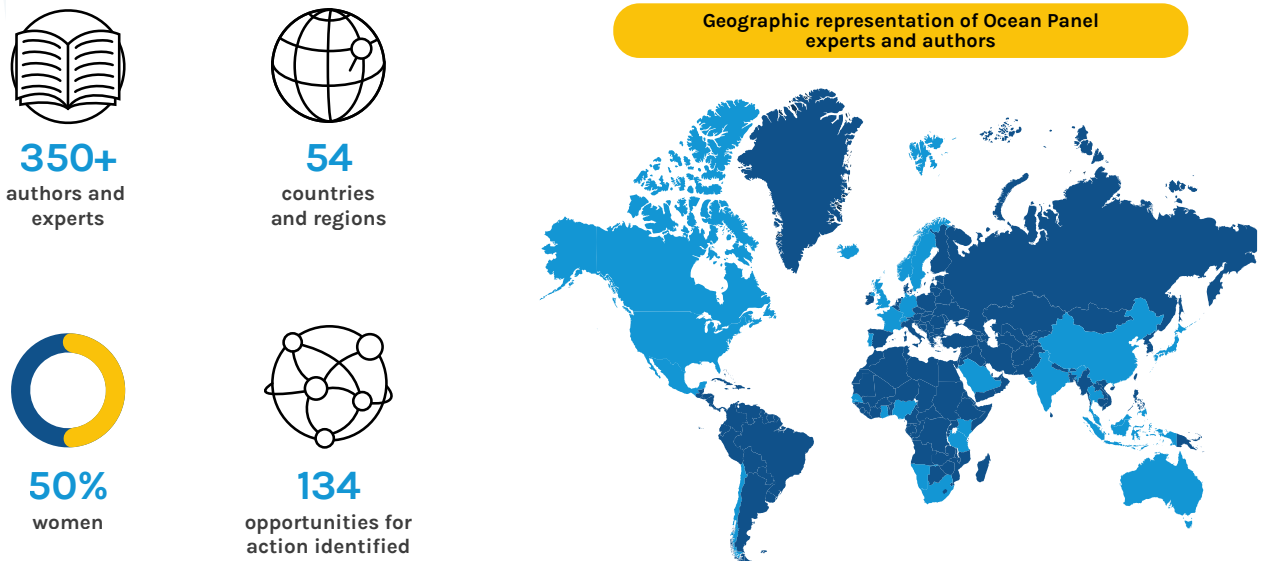 350+
authors and
experts
54
countries
and regions
50%
women
134
opportunities for
action identified
Geographic representation of Ocean Panel
experts and authors